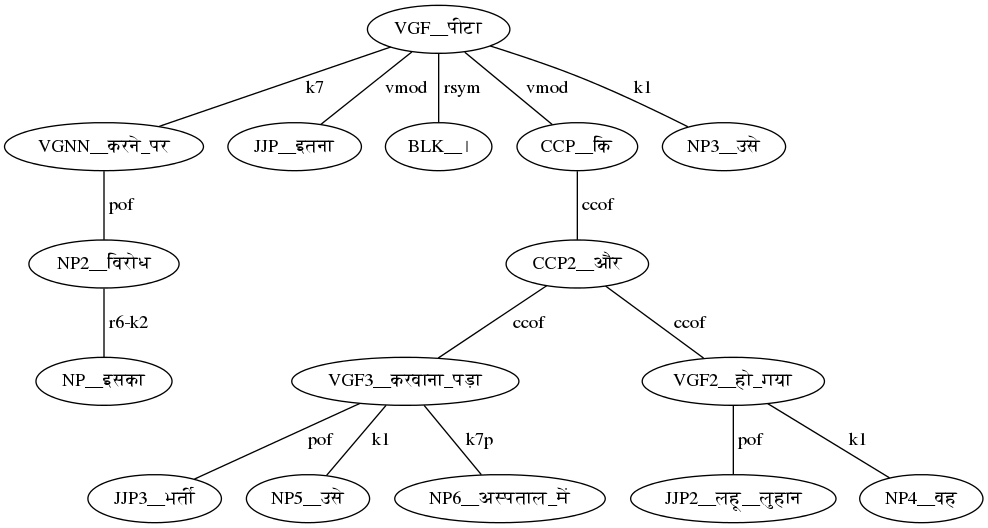 VGF__पीटा
k7 vmod rsym vmod k1
VGNN__करने_पर JJP__इतना BLK__। CCP__कि NP3__उसे
pof ccof
NP2__विरोध CCP2__और
r6-k2 ccof ccof
NP__इसका VGF3__करवाना_पड़ा VGF2__हो_गया
pof k1 k7p pof k1
JJP3__भर्ती NP5__उसे NP6__अस्पताल_में JJP2__लहू__लुहान NP4__वह